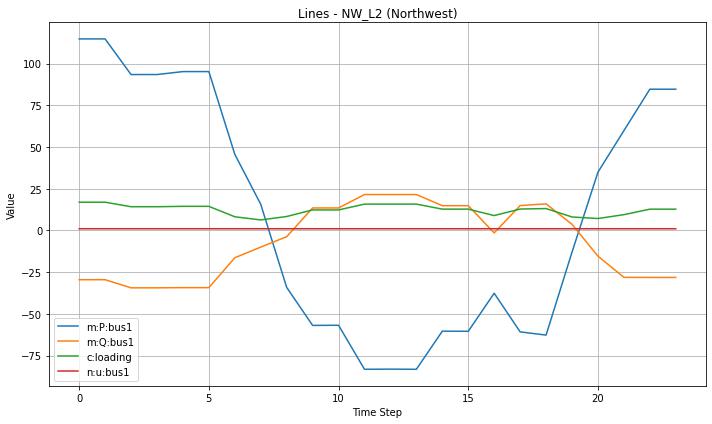 Lines - NW_L2 (Northwest)
Value
100
75
50
25
0
−25
−50
−75
m:P:bus1
m:Q:bus1
c:loading
n:u:bus1
0
5
10
15
20
Time Step